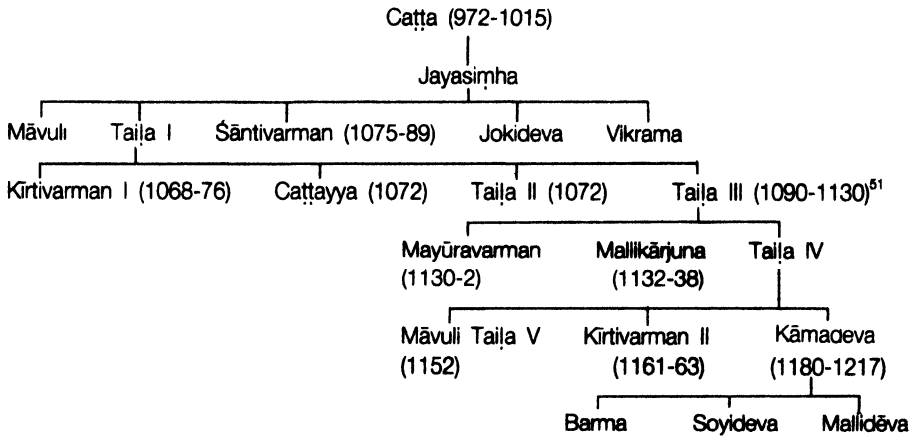 Caṭṭa (972-1015)
Jayasiṃha
Māvuli Taiḷa I Śāntivarman (1075-89) Jokideva Vikrama
Kīrtivarman I (1068-76) Caṭṭayya (1072) Taiḷa II (1072) Taiḷa III (1090-1130)⁵¹
Mayūravarman Mallikārjuna Taiḷa IV
(1130-2) (1132-38)
Māvuli Taiḷa V Kīrtivarman II Kāmadeva
(1152) (1161-63) (1180-1217)
Barma Soyideva Mallidēva